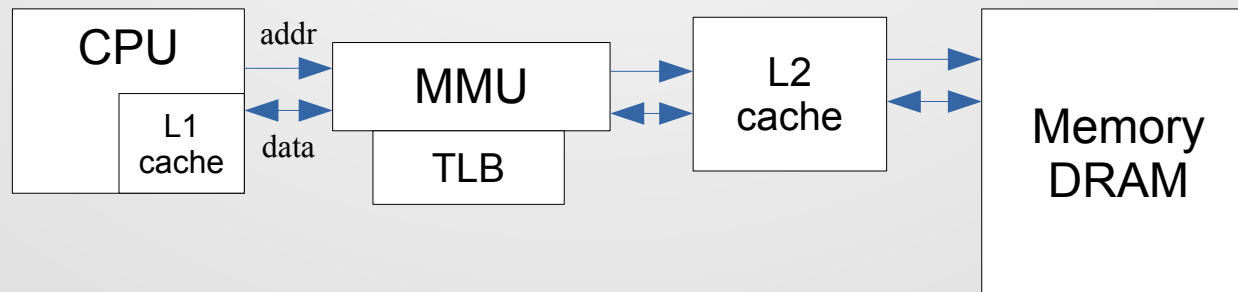 CPU
L1
cache
addr
data
MMU
TLB
L2
cache
Memory
DRAM